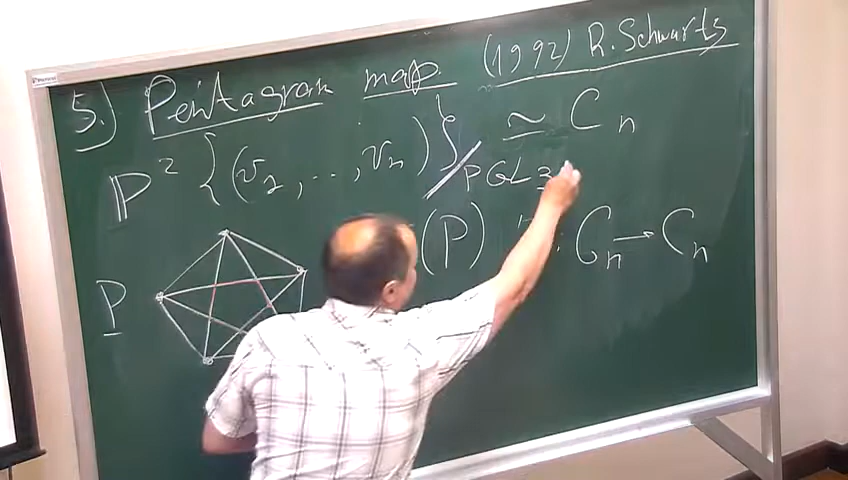 5.) Pentagram map. (1992) R. Schwartz
P² {(v₁, ..., vₙ)} / PGL₃ ≃ Cₙ
P (P) : Cₙ → Cₙ